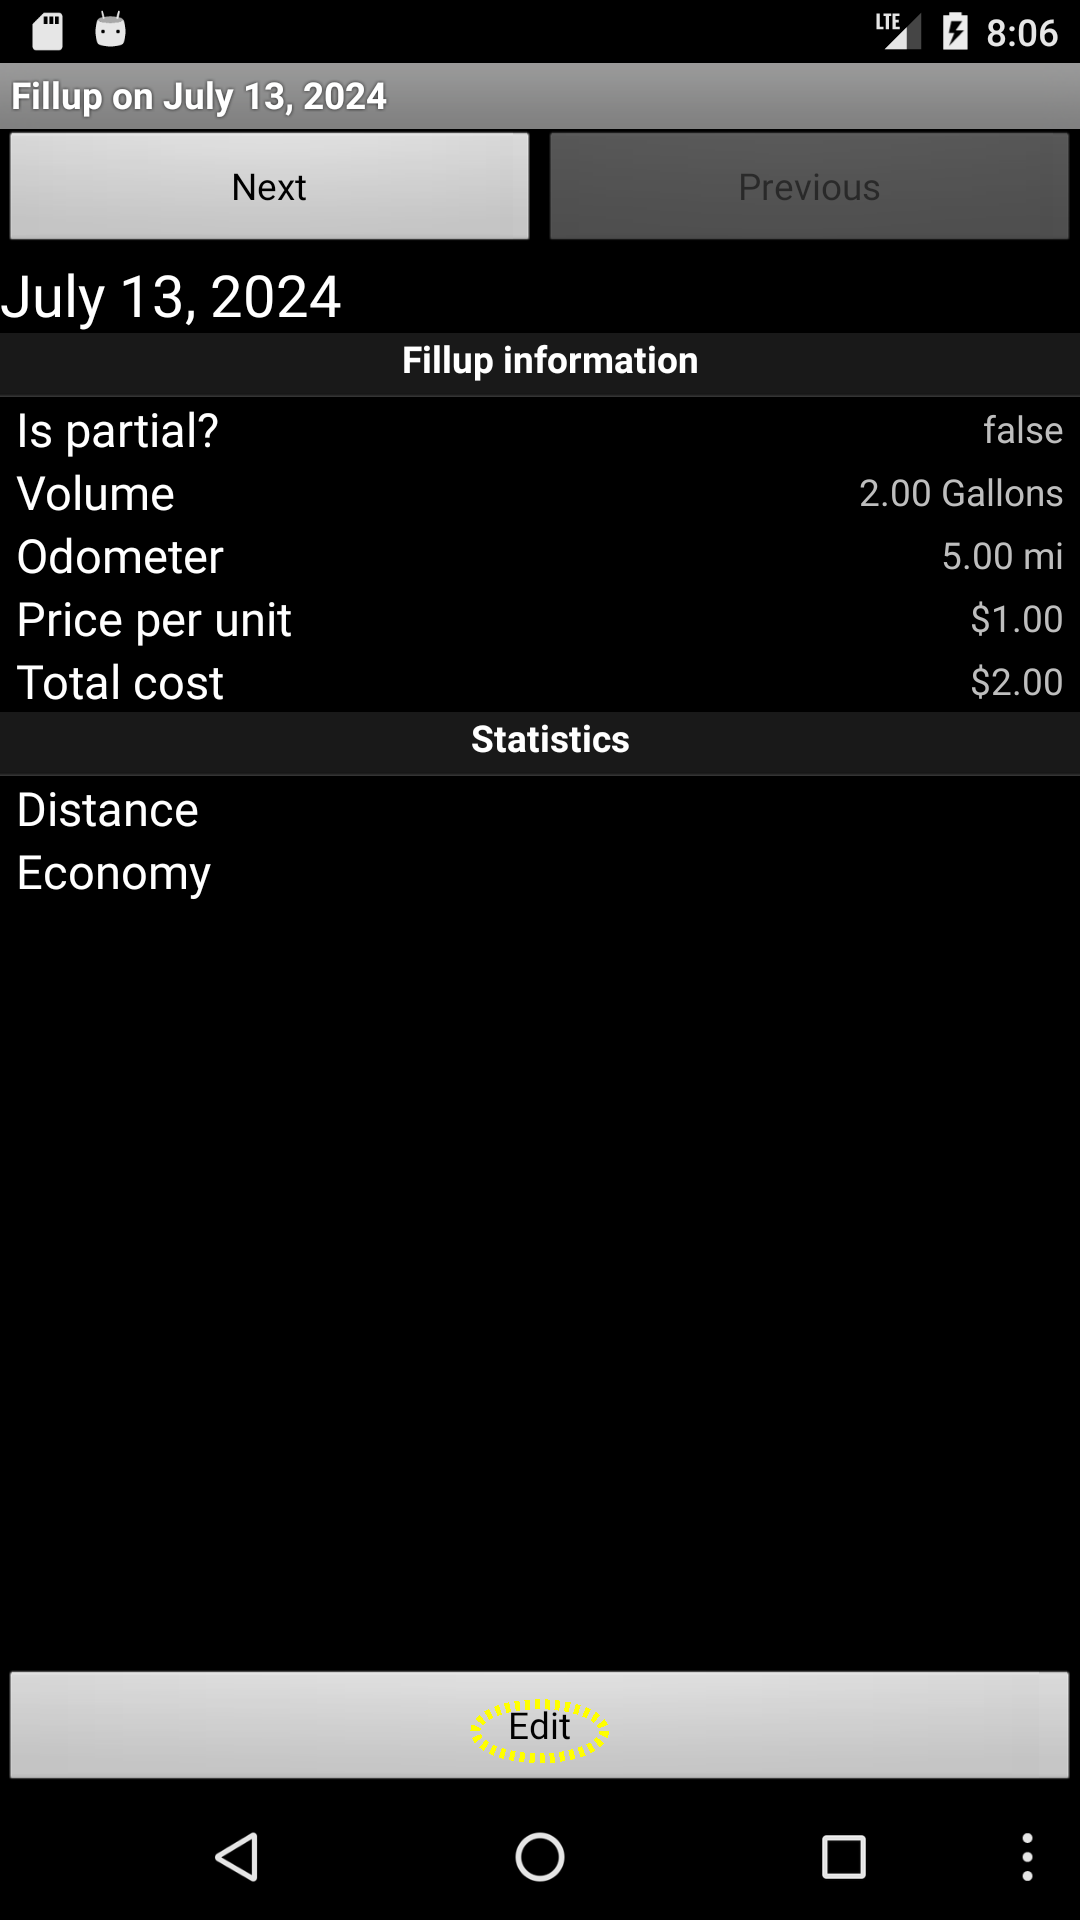 LTE 8:06
Fillup on July 13, 2024
Next Previous
July 13, 2024
Fillup information
Is partial? false
Volume 2.00 Gallons
Odometer 5.00 mi
Price per unit $1.00
Total cost $2.00
Statistics
Distance
Economy
Edit